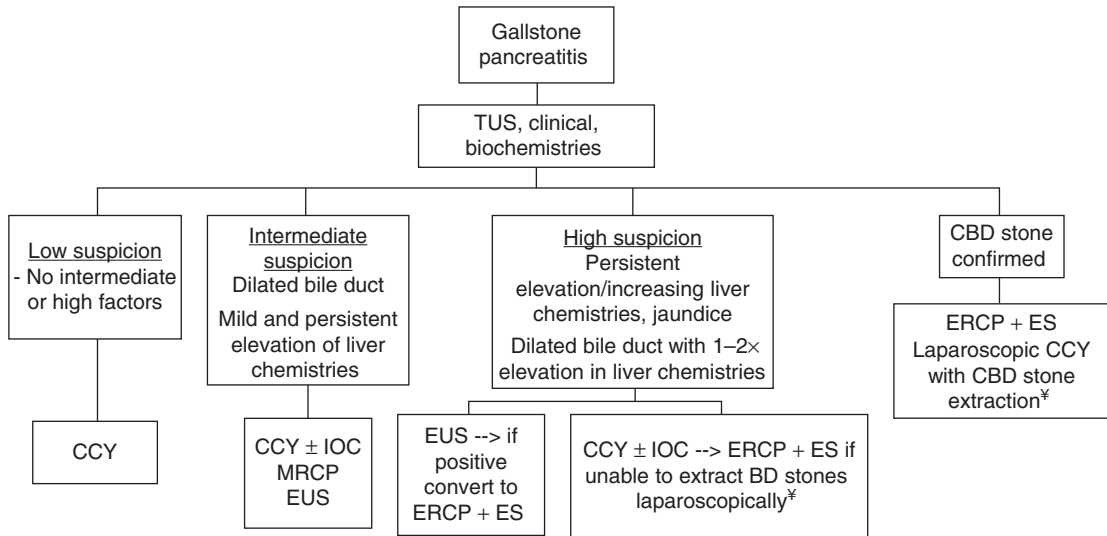 Gallstone
pancreatitis
TUS, clinical,
biochemistries
Low suspicion
- No intermediate
or high factors
CCY
Intermediate
suspicion
Dilated bile duct
Mild and persistent
elevation of liver
chemistries
CCY ± IOC
MRCP
EUS
High suspicion
Persistent
elevation/increasing liver
chemistries, jaundice
Dilated bile duct with 1–2×
elevation in liver chemistries
EUS --> if
positive
convert to
ERCP + ES
CCY ± IOC --> ERCP + ES if
unable to extract BD stones
laparoscopically¥
CBD stone
confirmed
ERCP + ES
Laparoscopic CCY
with CBD stone
extraction¥